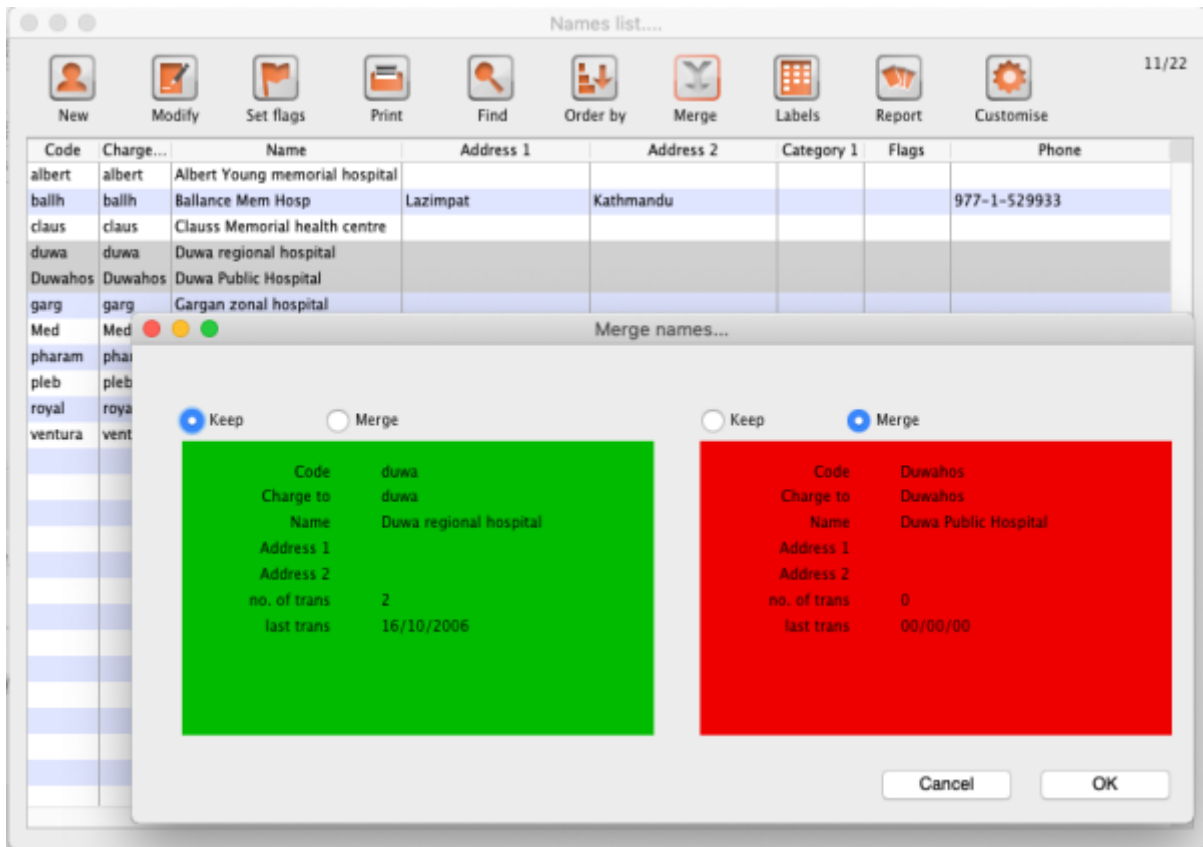 Names list....
New Modify Set flags Print Find Order by Merge Labels Report Customise 11/22
Code Charge... Name Address 1 Address 2 Category 1 Flags Phone
albert albert Albert Young memorial hospital
ballh ballh Ballance Mem Hosp Lazimpat Kathmandu 977-1-529933
claus claus Clauss Memorial health centre
duwa duwa Duwa regional hospital
Duwahos Duwahos Duwa Public Hospital
garg garg Gargan zonal hospital
Med Med
pharam phar
pleb pleb
royal roya
ventura vent
Merge names...
Keep Merge
Code duwa
Charge to duwa
Name Duwa regional hospital
Address 1
Address 2
no. of trans 2
last trans 16/10/2006
Keep Merge
Code Duwahos
Charge to Duwahos
Name Duwa Public Hospital
Address 1
Address 2
no. of trans 0
last trans 00/00/00
Cancel OK